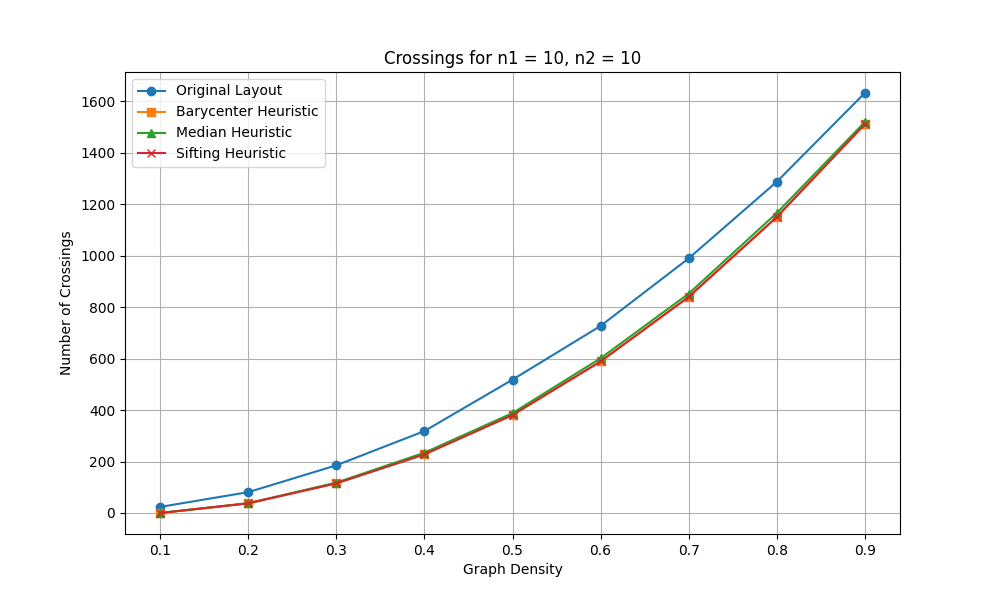 Crossings for n1 = 10, n2 = 10
Original Layout
Barycenter Heuristic
Median Heuristic
Sifting Heuristic
Number of Crossings
1600
1400
1200
1000
800
600
400
200
0
0.1 0.2 0.3 0.4 0.5 0.6 0.7 0.8 0.9
Graph Density